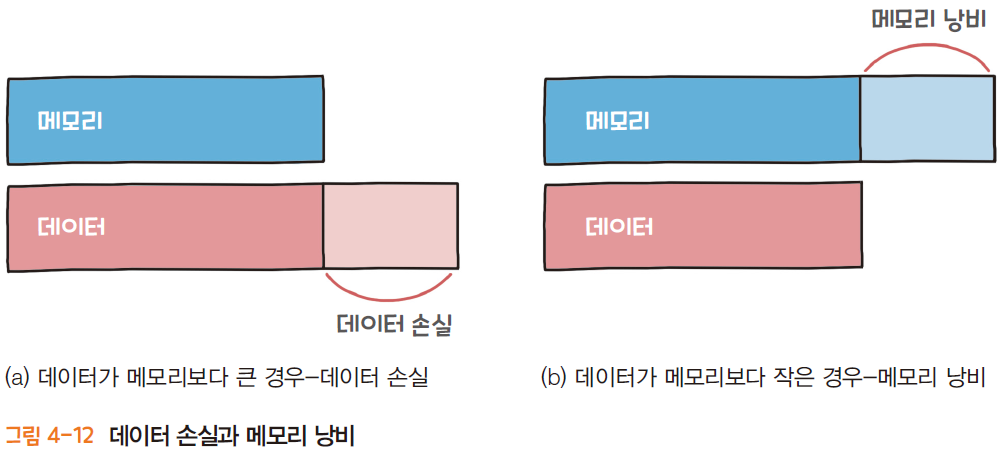 메모리 낭비
메모리
메모리
데이터
데이터
데이터 손실
(a) 데이터가 메모리보다 큰 경우-데이터 손실
(b) 데이터가 메모리보다 작은 경우-메모리 낭비
그림 4-12 데이터 손실과 메모리 낭비